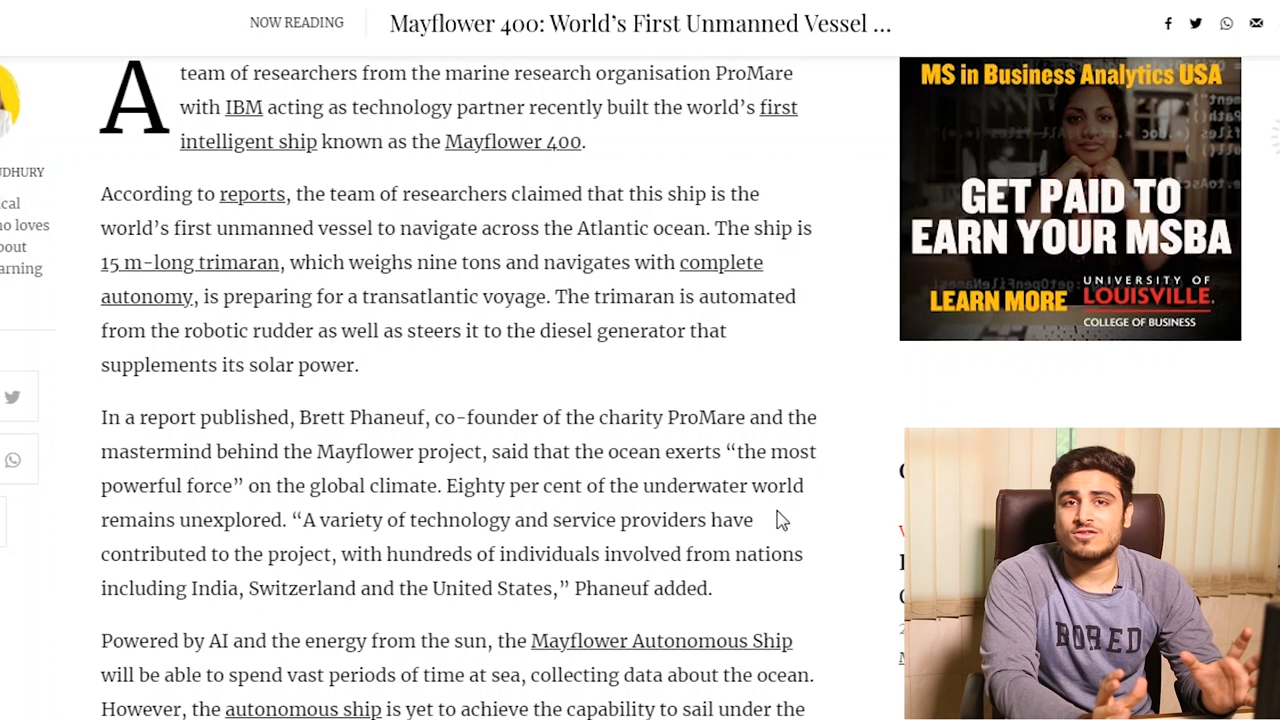 NOW READING
Mayflower 400: World’s First Unmanned Vessel ...
A team of researchers from the marine research organisation ProMare
with IBM acting as technology partner recently built the world’s first
intelligent ship known as the Mayflower 400.
According to reports, the team of researchers claimed that this ship is the
world’s first unmanned vessel to navigate across the Atlantic ocean. The ship is
15 m-long trimaran, which weighs nine tons and navigates with complete
autonomy, is preparing for a transatlantic voyage. The trimaran is automated
from the robotic rudder as well as steers it to the diesel generator that
supplements its solar power.
In a report published, Brett Phaneuf, co-founder of the charity ProMare and the
mastermind behind the Mayflower project, said that the ocean exerts “the most
powerful force” on the global climate. Eighty per cent of the underwater world
remains unexplored. “A variety of technology and service providers have
contributed to the project, with hundreds of individuals involved from nations
including India, Switzerland and the United States,” Phaneuf added.
Powered by AI and the energy from the sun, the Mayflower Autonomous Ship
will be able to spend vast periods of time at sea, collecting data about the ocean.
However, the autonomous ship is yet to achieve the capability to sail under the
UDHURY
cal
o loves
out
arning
MS in Business Analytics USA
GET PAID TO
EARN YOUR MSBA
LEARN MORE
UNIVERSITY OF
LOUISVILLE.
COLLEGE OF BUSINESS
BORED